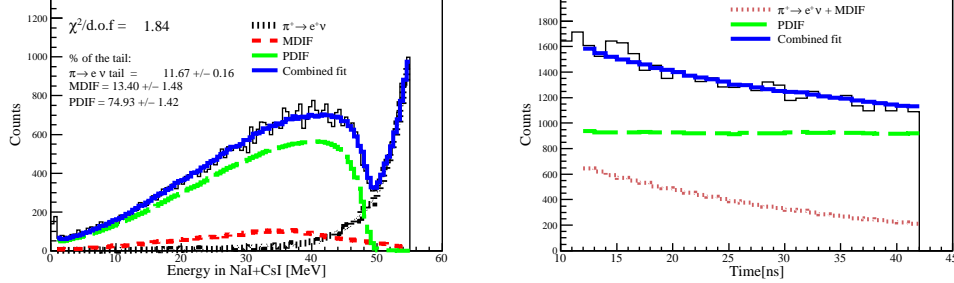 χ²/d.o.f = 1.84
% of the tail:
π→ e ν tail = 11.67 +/- 0.16
MDIF = 13.40 +/- 1.48
PDIF = 74.93 +/- 1.42
π⁺→ e⁺ν
MDIF
PDIF
Combined fit
Counts
1000
800
600
400
200
0
0 10 20 30 40 50 60
Energy in NaI+CsI [MeV]
π⁺→ e⁺ν + MDIF
PDIF
Combined fit
Counts
1800
1600
1400
1200
1000
800
600
400
200
0
10 15 20 25 30 35 40 45
Time[ns]